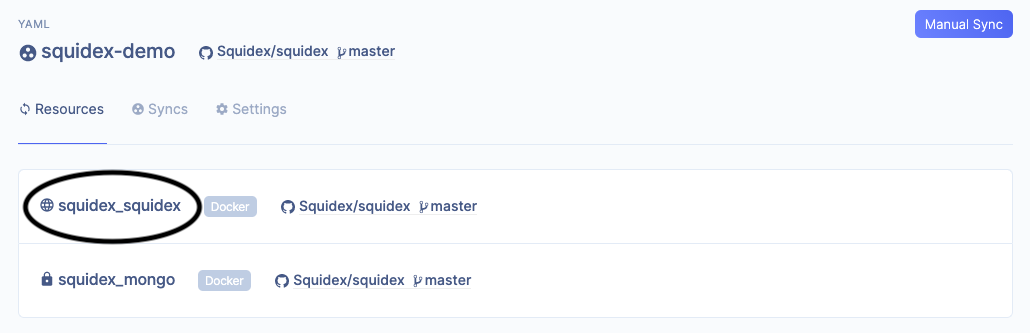 YAML
Manual Sync
squidex-demo Squidex/squidex master
Resources Syncs Settings
squidex_squidex Docker Squidex/squidex master
squidex_mongo Docker Squidex/squidex master